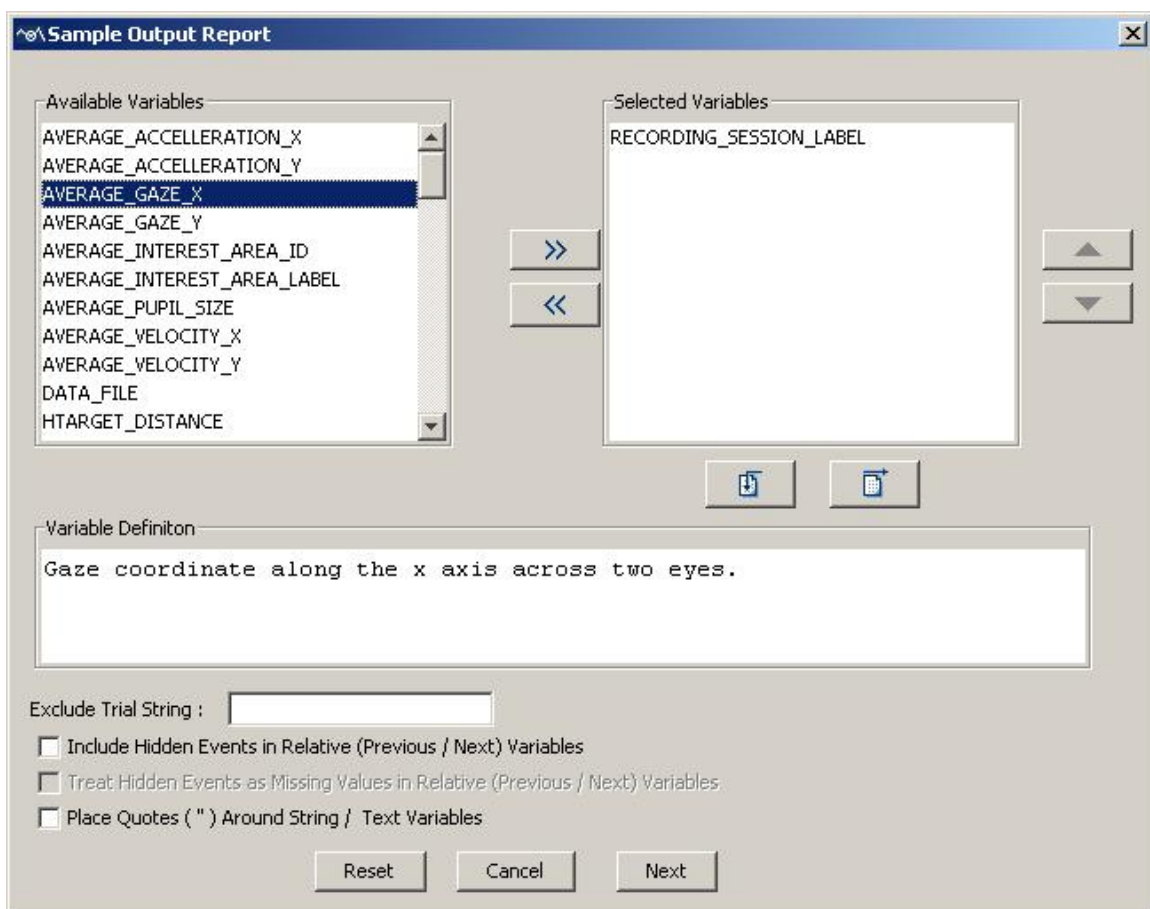 Sample Output Report
Available Variables
AVERAGE_ACCELLERATION_X
AVERAGE_ACCELLERATION_Y
AVERAGE_GAZE_X
AVERAGE_GAZE_Y
AVERAGE_INTEREST_AREA_ID
AVERAGE_INTEREST_AREA_LABEL
AVERAGE_PUPIL_SIZE
AVERAGE_VELOCITY_X
AVERAGE_VELOCITY_Y
DATA_FILE
HTARGET_DISTANCE
Selected Variables
RECORDING_SESSION_LABEL
Variable Definiton
Gaze coordinate along the x axis across two eyes.
Exclude Trial String :
Include Hidden Events in Relative (Previous / Next) Variables
Treat Hidden Events as Missing Values in Relative (Previous / Next) Variables
Place Quotes ( " ) Around String / Text Variables
Reset Cancel Next